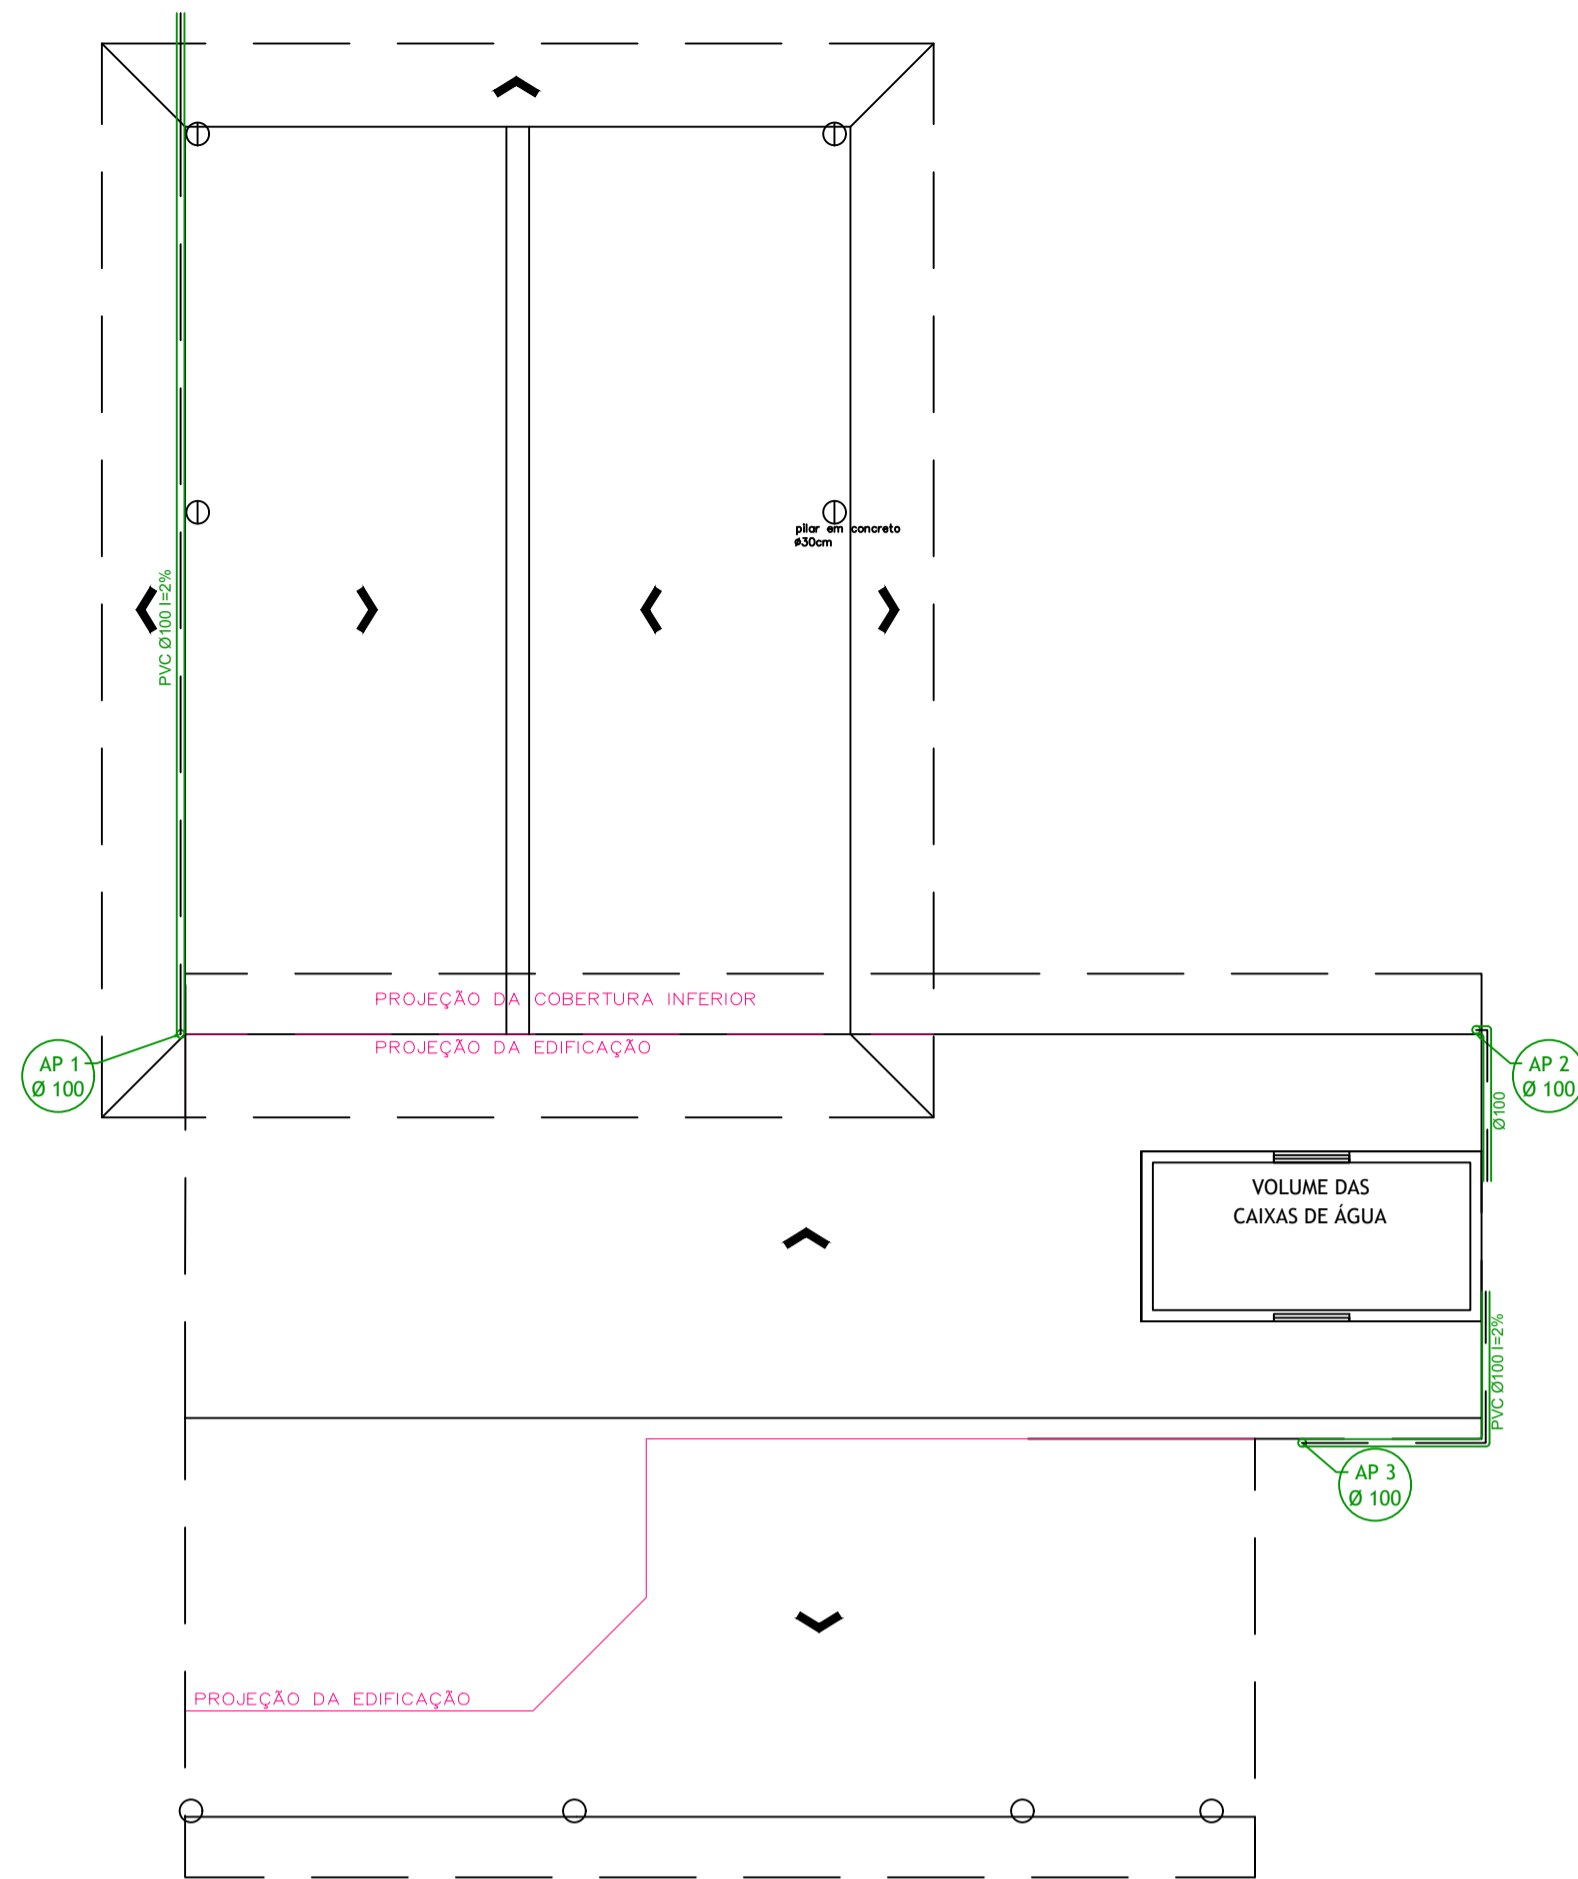 pilar em concreto
ø30cm
PVC Ø100 I=2%
PROJEÇÃO DA COBERTURA INFERIOR
PROJEÇÃO DA EDIFICAÇÃO
AP 1
Ø 100
AP 2
Ø 100
Ø100
VOLUME DAS
CAIXAS DE ÁGUA
PVC Ø100 I=2%
AP 3
Ø 100
PROJEÇÃO DA EDIFICAÇÃO